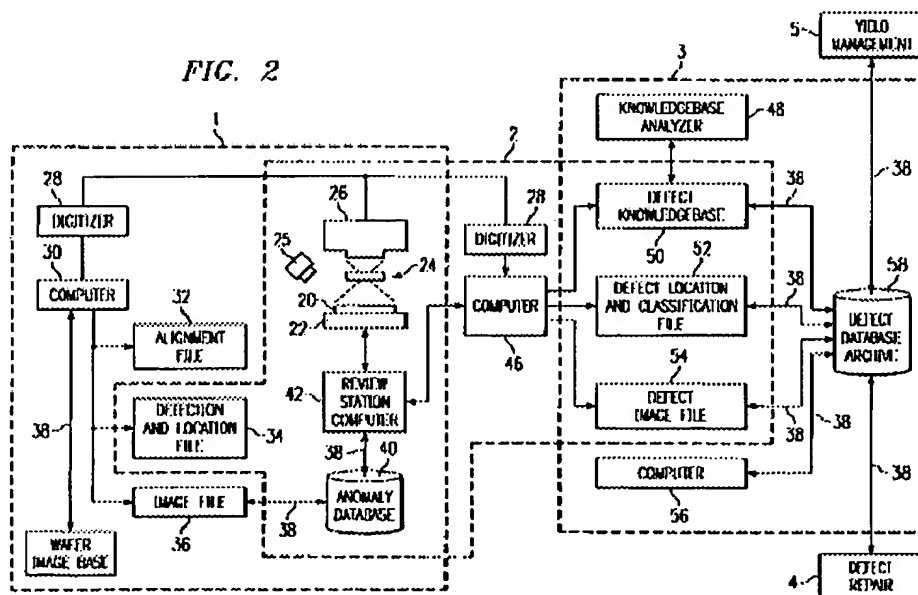 FIG. 2
5
YIELD
MANAGEMENT
3
KNOWLEDGEBASE
ANALYZER
48
1
2
38
28
DIGITIZER
26
28
DIGITIZER
DEFECT
KNOWLEDGEBASE
38
50
30
COMPUTER
25
24
20
22
COMPUTER
46
52
DEFECT LOCATION
AND CLASSIFICATION
FILE
38
58
DEFECT
DATABASE
ARCHIVE
32
ALIGNMENT
FILE
42
REVIEW
STATION
COMPUTER
54
DEFECT
IMAGE FILE
38
38
38
DETECTION
AND LOCATION
FILE
34
38
38
40
ANOMALY
DATABASE
IMAGE FILE
36
38
COMPUTER
56
WAFER
IMAGE BASE
4
DEFECT
REPAIR